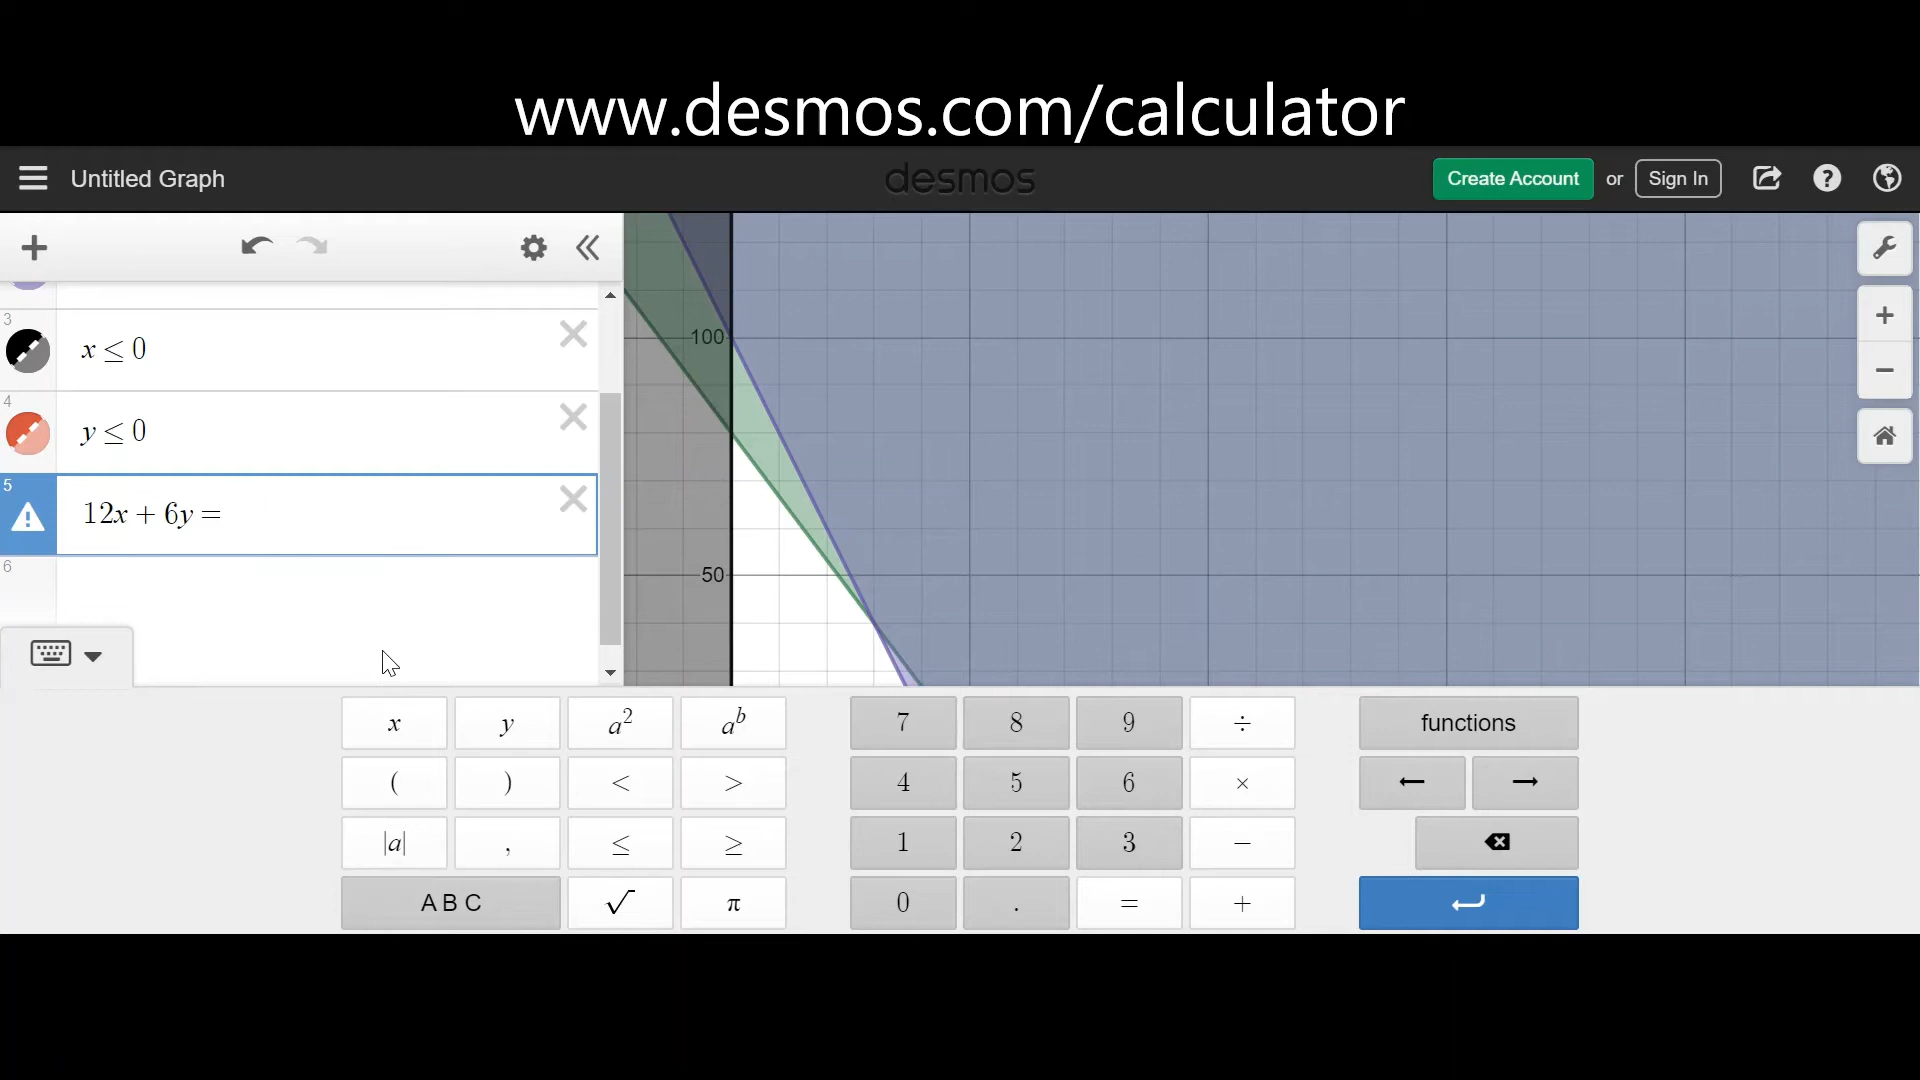 www.desmos.com/calculator
Untitled Graph
desmos
Create Account
or
Sign In
3
x ≤ 0
4
y ≤ 0
5
12x + 6y =
6
100
50
x
y
a²
aᵇ
7
8
9
÷
functions
(
)
<
>
4
5
6
×
←
→
|a|
,
≤
≥
1
2
3
−
A B C
√
π
0
.
=
+